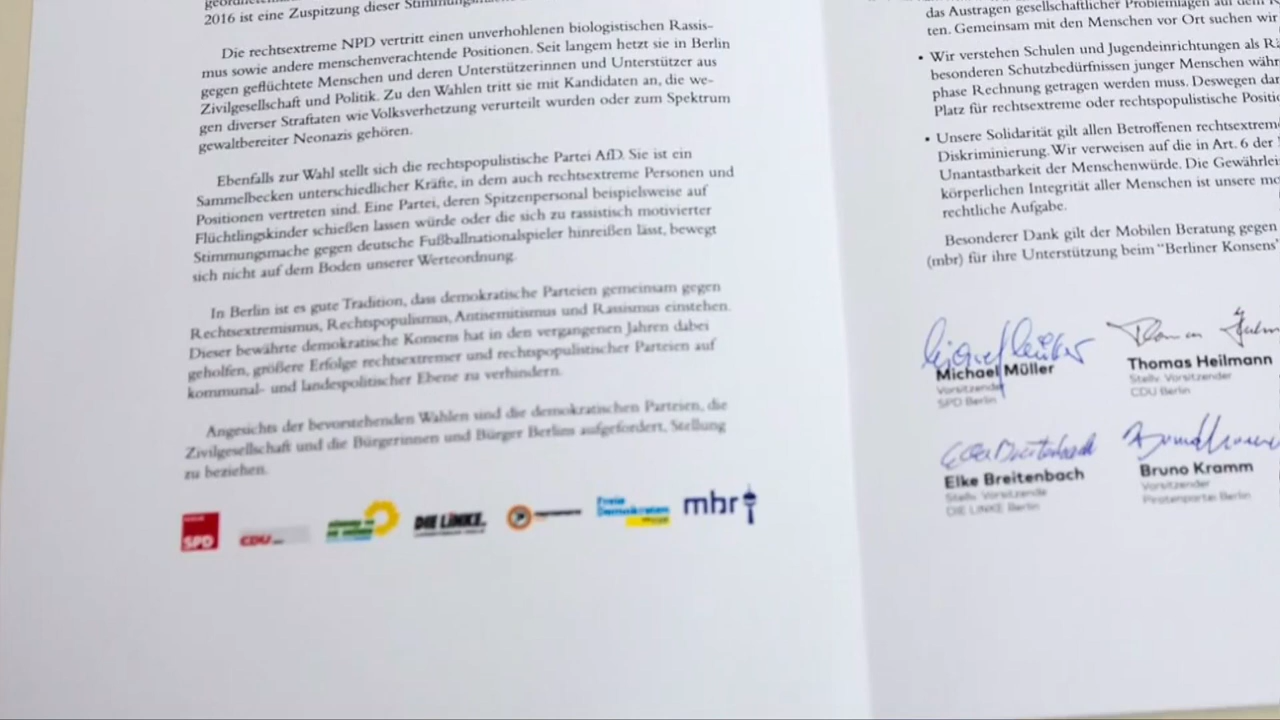 2016 ist eine Zuspitzung dieser
Die rechtsextreme NPD vertritt einen unverhohlenen biologistischen Rassis-
mus sowie andere menschenverachtende Positionen. Seit langem hetzt sie in Berlin
gegen geflüchtete Menschen und deren Unterstützerinnen und Unterstützer aus
Zivilgesellschaft und Politik. Zu den Wahlen tritt sie mit Kandidaten an, die we-
gen diverser Straftaten wie Volksverhetzung verurteilt wurden oder zum Spektrum
gewaltbereiter Neonazis gehören.
Ebenfalls zur Wahl stellt sich die rechtspopulistische Partei AfD. Sie ist ein
Sammelbecken unterschiedlicher Kräfte, in dem auch rechtsextreme Personen und
Positionen vertreten sind. Eine Partei, deren Spitzenpersonal beispielsweise auf
Flüchtlingskinder schießen lassen würde oder die sich zu rassistisch motivierter
Stimmungsmache gegen deutsche Fußballnationalspieler hinreißen lässt, bewegt
sich nicht auf dem Boden unserer Werteordnung.
In Berlin ist es gute Tradition, dass demokratische Parteien gemeinsam gegen
Rechtsextremismus, Rechtspopulismus, Antisemitismus und Rassismus einstehen.
Dieser bewährte demokratische Konsens hat in den vergangenen Jahren dabei
geholfen, größere Erfolge rechtsextremer und rechtspopulistischer Parteien auf
kommunal- und landespolitischer Ebene zu verhindern.
Angesichts der bevorstehenden Wahlen sind die demokratischen Parteien, die
Zivilgesellschaft und die Bürgerinnen und Bürger Berlins aufgefordert, Stellung
zu beziehen.
SPD
CDU
DIE LINKE.
Freie
Demokraten
mbr
das Austragen gesellschaftlicher Problemlagen auf dem
ten. Gemeinsam mit den Menschen vor Ort suchen wir
• Wir verstehen Schulen und Jugendeinrichtungen als
besonderen Schutzbedürfnissen junger Menschen
phase Rechnung getragen werden muss. Deswegen
Platz für rechtsextreme oder rechtspopulistische
• Unsere Solidarität gilt allen Betroffenen
Diskriminierung. Wir verweisen auf die in Art. 6 der
Unantastbarkeit der Menschenwürde. Die
körperlichen Integrität aller Menschen ist unsere
rechtliche Aufgabe.
Besonderer Dank gilt der Mobilen Beratung gegen
(mbr) für ihre Unterstützung beim "Berliner Konsens"
Michael Müller
Vorsitzender
SPD Berlin
Thomas Heilmann
Stellv. Vorsitzender
CDU Berlin
Elke Breitenbach
Stellv. Vorsitzende
DIE LINKE Berlin
Bruno Kramm
Vorsitzender
Piratenpartei Berlin